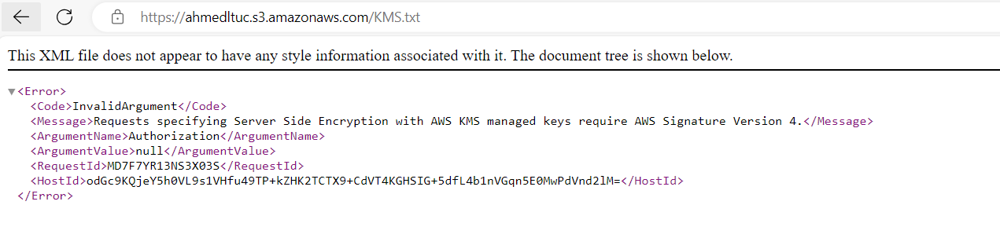 https://ahmedltuc.s3.amazonaws.com/KMS.txt
This XML file does not appear to have any style information associated with it. The document tree is shown below.
▼<Error>
<Code>InvalidArgument</Code>
<Message>Requests specifying Server Side Encryption with AWS KMS managed keys require AWS Signature Version 4.</Message>
<ArgumentName>Authorization</ArgumentName>
<ArgumentValue>null</ArgumentValue>
<RequestId>MD7F7YR13NS3X03S</RequestId>
<HostId>odGc9KQjeY5h0VL9s1VHfu49TP+kZHK2TCTX9+CdVT4KGHSIG+5dfL4b1nVGqn5E0MwPdVnd2lM=</HostId>
</Error>